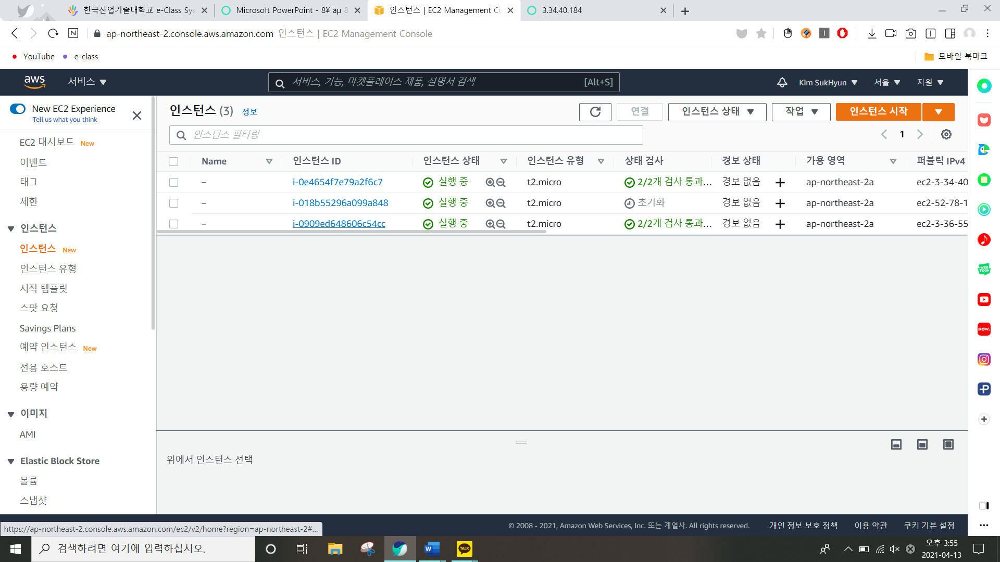 한국산업기술대학교 e-Class Sys
Microsoft PowerPoint - 8¥ äµ 8
인스턴스 | EC2 Management Co
3.34.40.184
ap-northeast-2.console.aws.amazon.com 인스턴스 | EC2 Management Console
YouTube
e-class
모바일 북마크
aws
서비스
서비스, 기능, 마켓플레이스 제품, 설명서 검색
[Alt+S]
Kim SukHyun
서울
지원
New EC2 Experience
Tell us what you think
EC2 대시보드 New
이벤트
태그
제한
인스턴스
인스턴스 New
인스턴스 유형
시작 템플릿
스팟 요청
Savings Plans
예약 인스턴스 New
전용 호스트
용량 예약
이미지
AMI
Elastic Block Store
볼륨
스냅샷
인스턴스 (3) 정보
연결
인스턴스 상태
작업
인스턴스 시작
인스턴스 필터링
1
Name 인스턴스 ID 인스턴스 상태 인스턴스 유형 상태 검사 경보 상태 가용 영역 퍼블릭 IPv4
– i-0e4654f7e79a2f6c7 실행 중 t2.micro 2/2개 검사 통과... 경보 없음 + ap-northeast-2a ec2-3-34-40
– i-018b55296a099a848 실행 중 t2.micro 초기화 경보 없음 + ap-northeast-2a ec2-52-78-1
– i-0909ed648606c54cc 실행 중 t2.micro 2/2개 검사 통과... 경보 없음 + ap-northeast-2a ec2-3-36-55
위에서 인스턴스 선택
WEB
TOON
NOW.
© 2008 - 2021, Amazon Web Services, Inc. 또는 계열사. All rights reserved.
개인 정보 보호 정책
이용 약관
쿠키 기본 설정
https://ap-northeast-2.console.aws.amazon.com/ec2/v2/home?region=ap-northeast-2#...
검색하려면 여기에 입력하십시오.
TALK
오후 3:55
2021-04-13